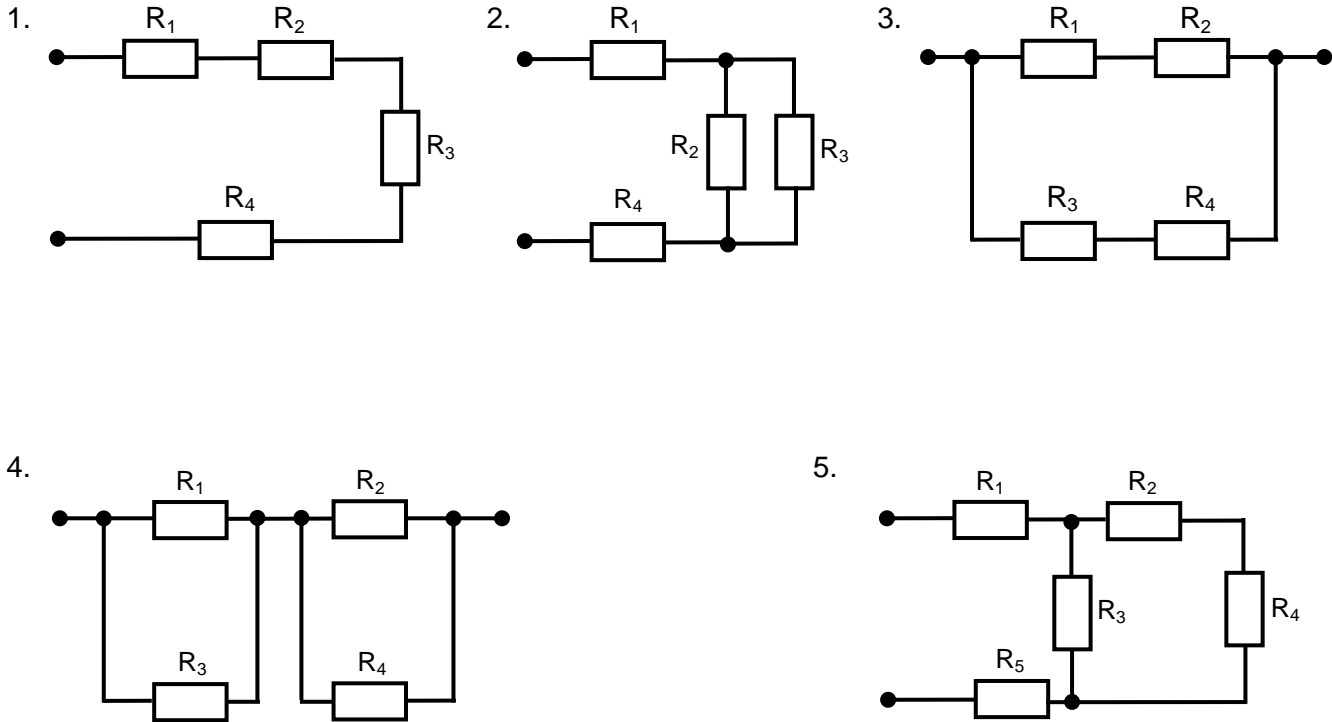 1.
R₁
R₂
R₃
R₄
2.
R₁
R₂
R₃
R₄
3.
R₁
R₂
R₃
R₄
4.
R₁
R₂
R₃
R₄
5.
R₁
R₂
R₃
R₄
R₅